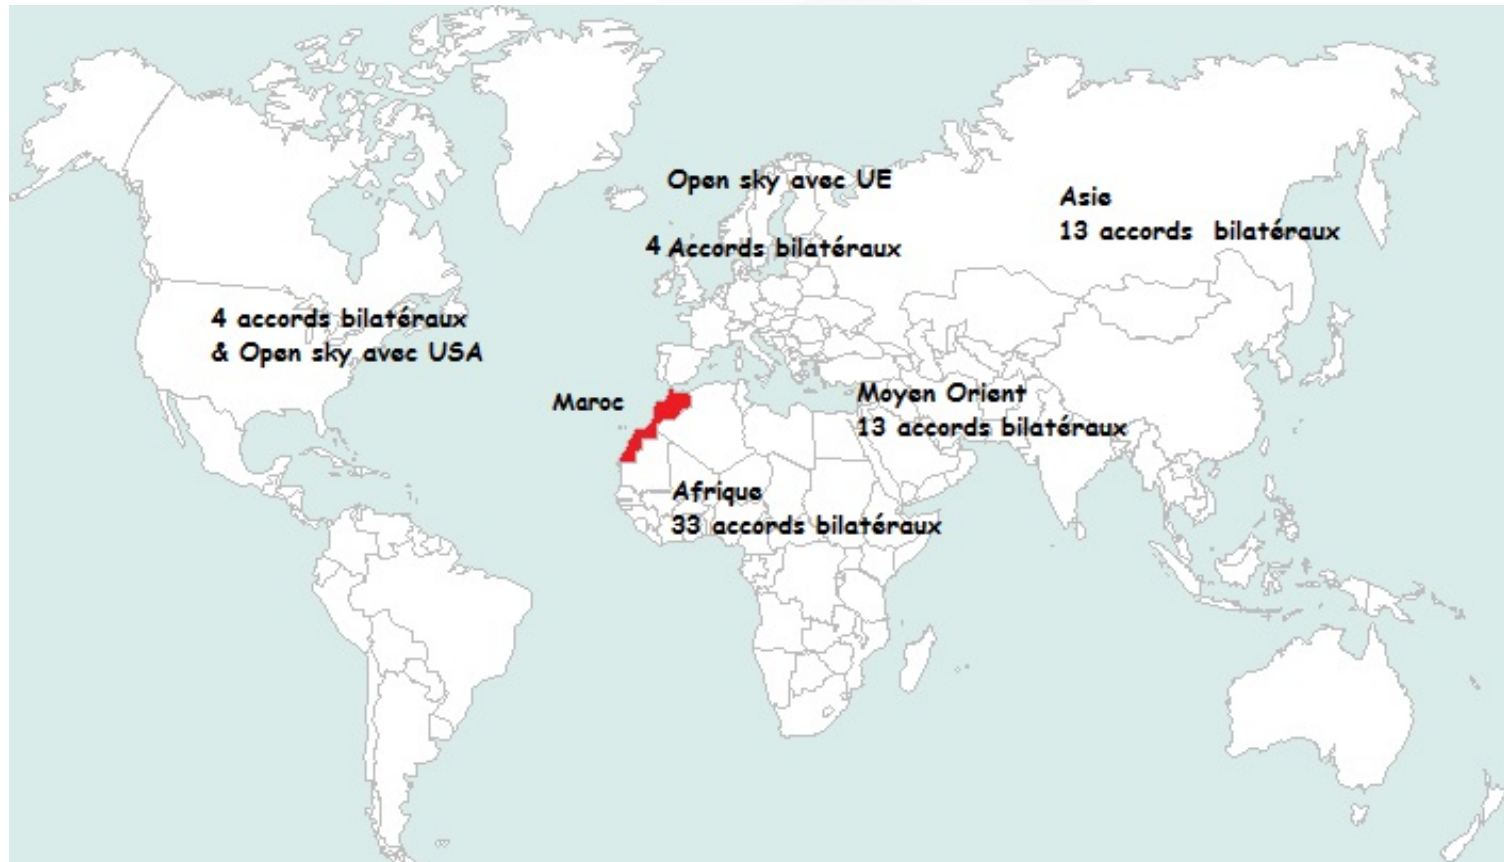 Open sky avec UE
4 Accords bilatéraux
Asie
13 accords bilatéraux
4 accords bilatéraux
& Open sky avec USA
Maroc
Moyen Orient
13 accords bilatéraux
Afrique
33 accords bilatéraux